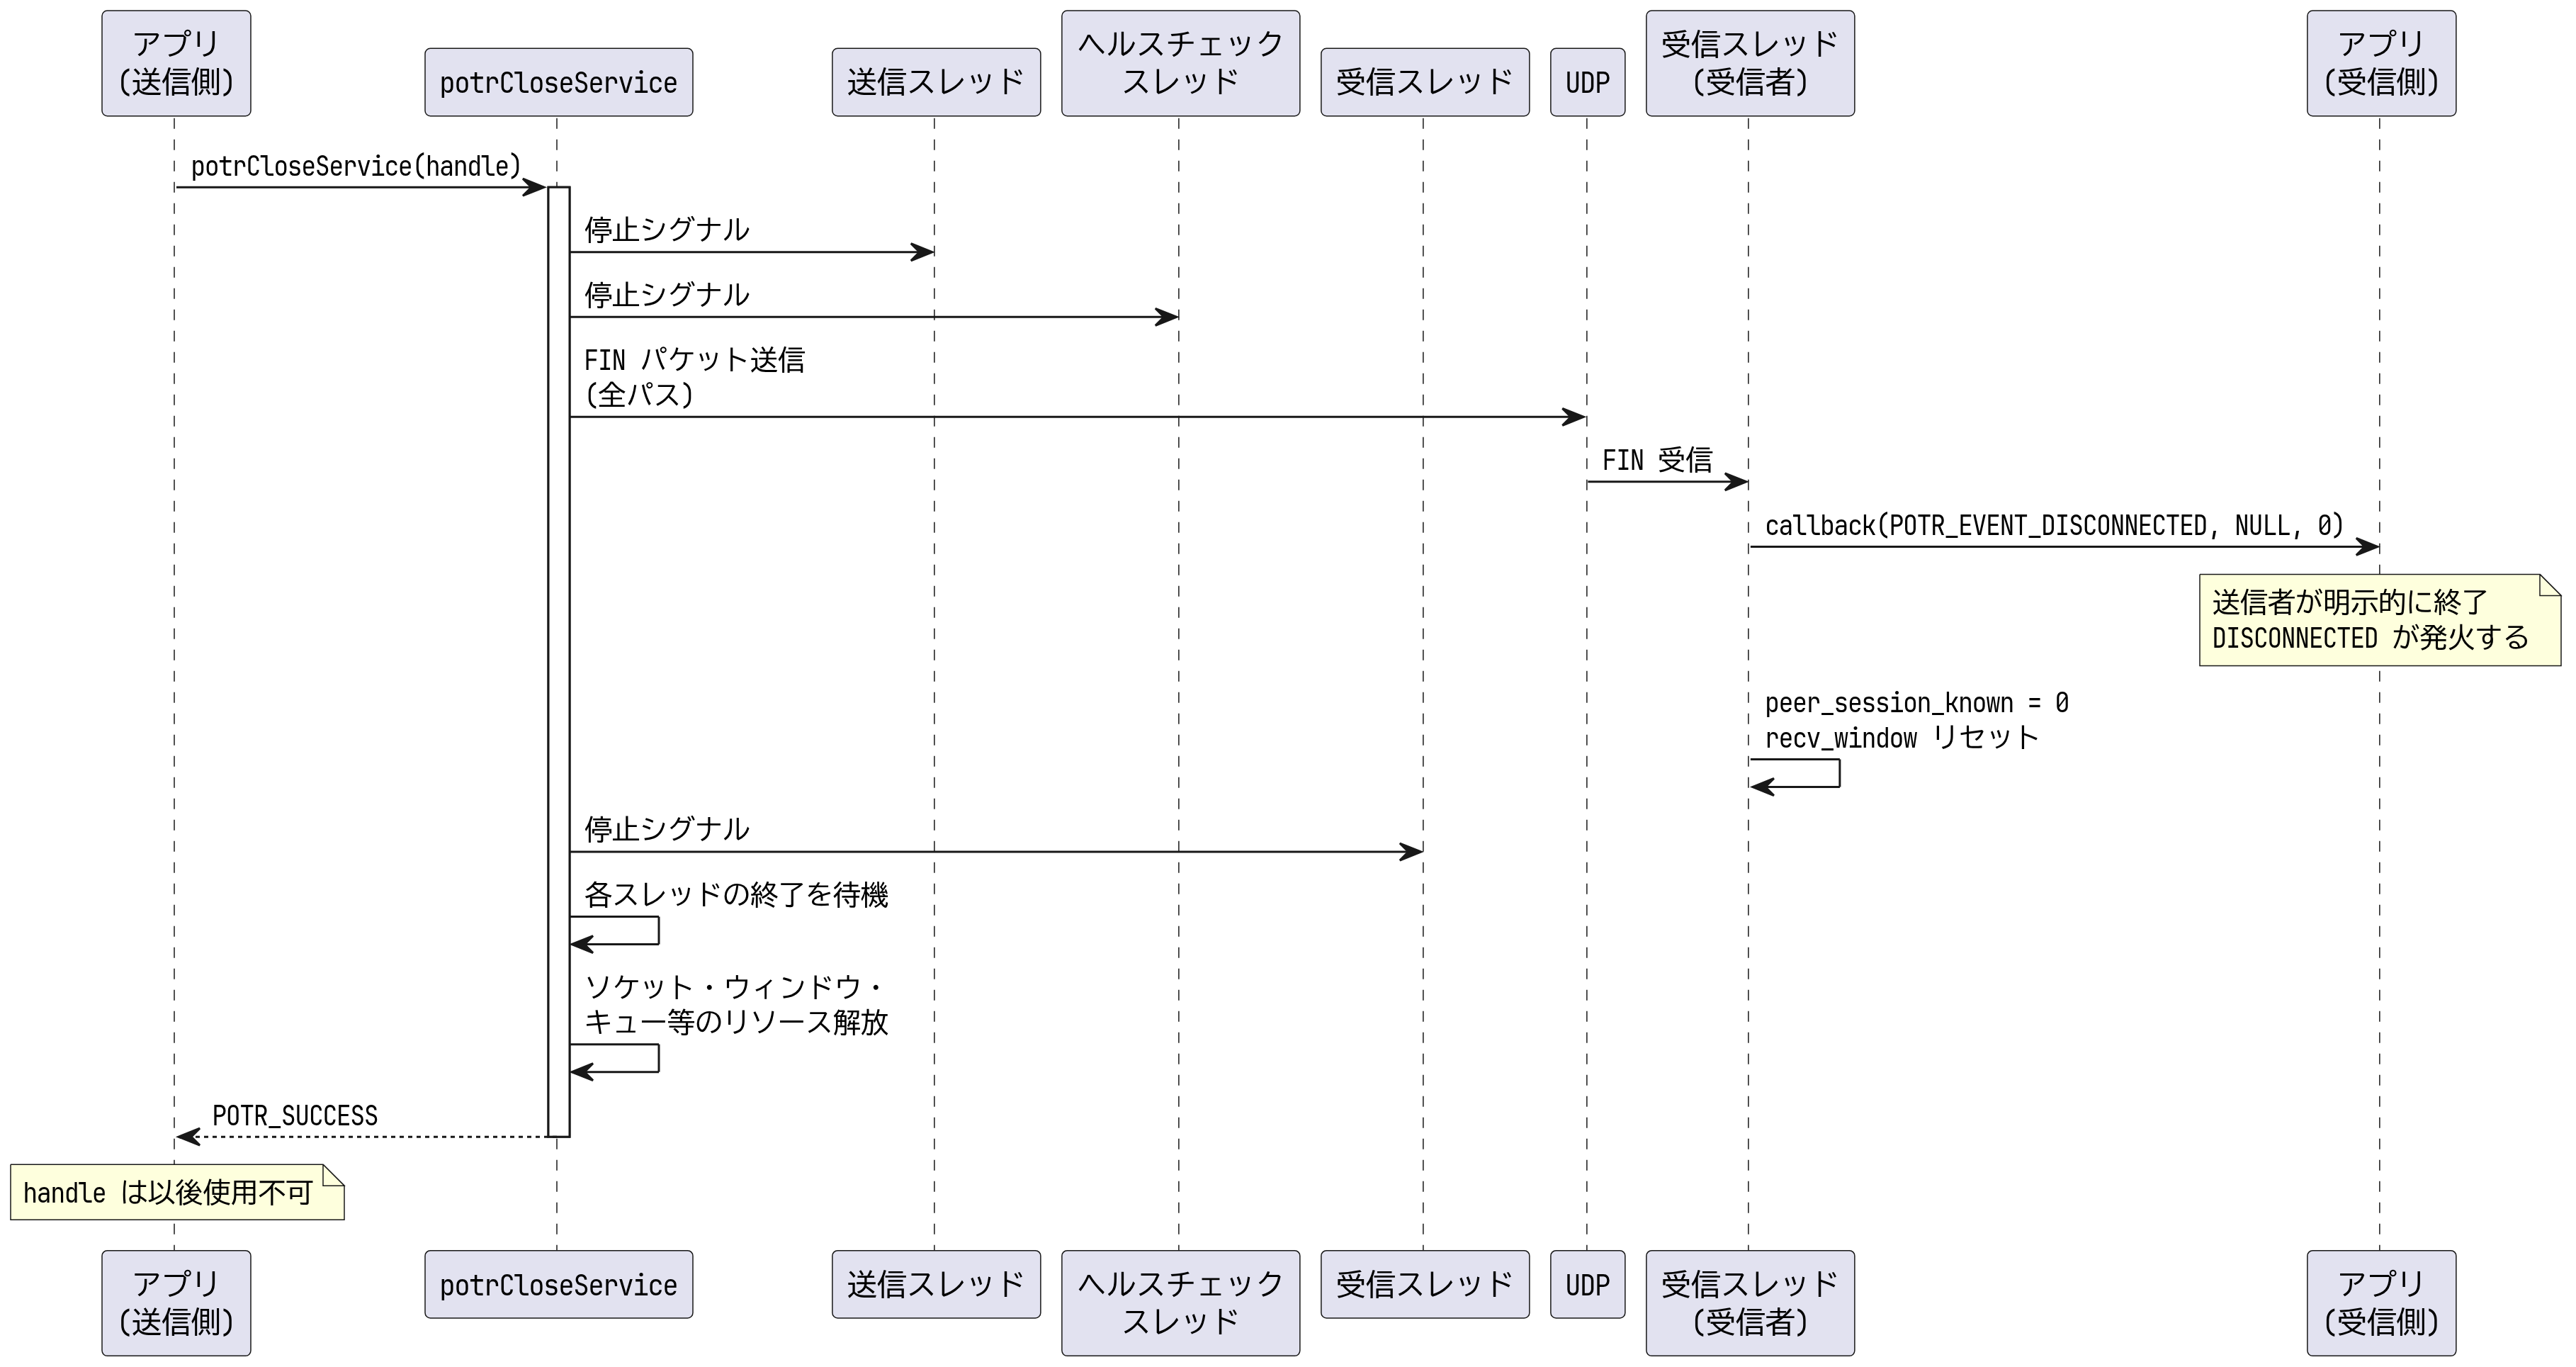 アプリ
(送信側)
potrCloseService
送信スレッド
ヘルスチェック
スレッド
受信スレッド
UDP
受信スレッド
(受信者)
アプリ
(受信側)
potrCloseService(handle)
停止シグナル
停止シグナル
FIN パケット送信
(全パス)
FIN 受信
callback(POTR_EVENT_DISCONNECTED, NULL, 0)
送信者が明示的に終了
DISCONNECTED が発火する
peer_session_known = 0
recv_window リセット
停止シグナル
各スレッドの終了を待機
ソケット・ウィンドウ・
キュー等のリソース解放
POTR_SUCCESS
handle は以後使用不可
アプリ
(送信側)
potrCloseService
送信スレッド
ヘルスチェック
スレッド
受信スレッド
UDP
受信スレッド
(受信者)
アプリ
(受信側)